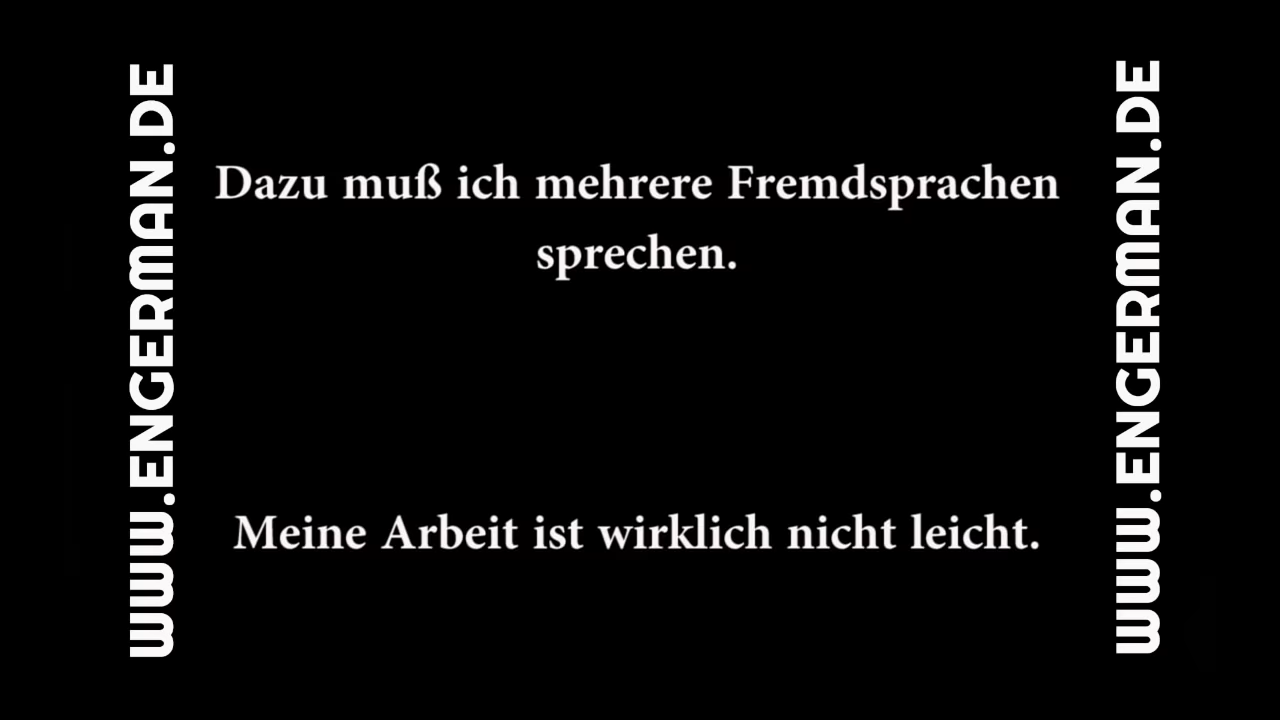 WWW.ENGERMAN.DE
Dazu muß ich mehrere Fremdsprachen
sprechen.
Meine Arbeit ist wirklich nicht leicht.
WWW.ENGERMAN.DE